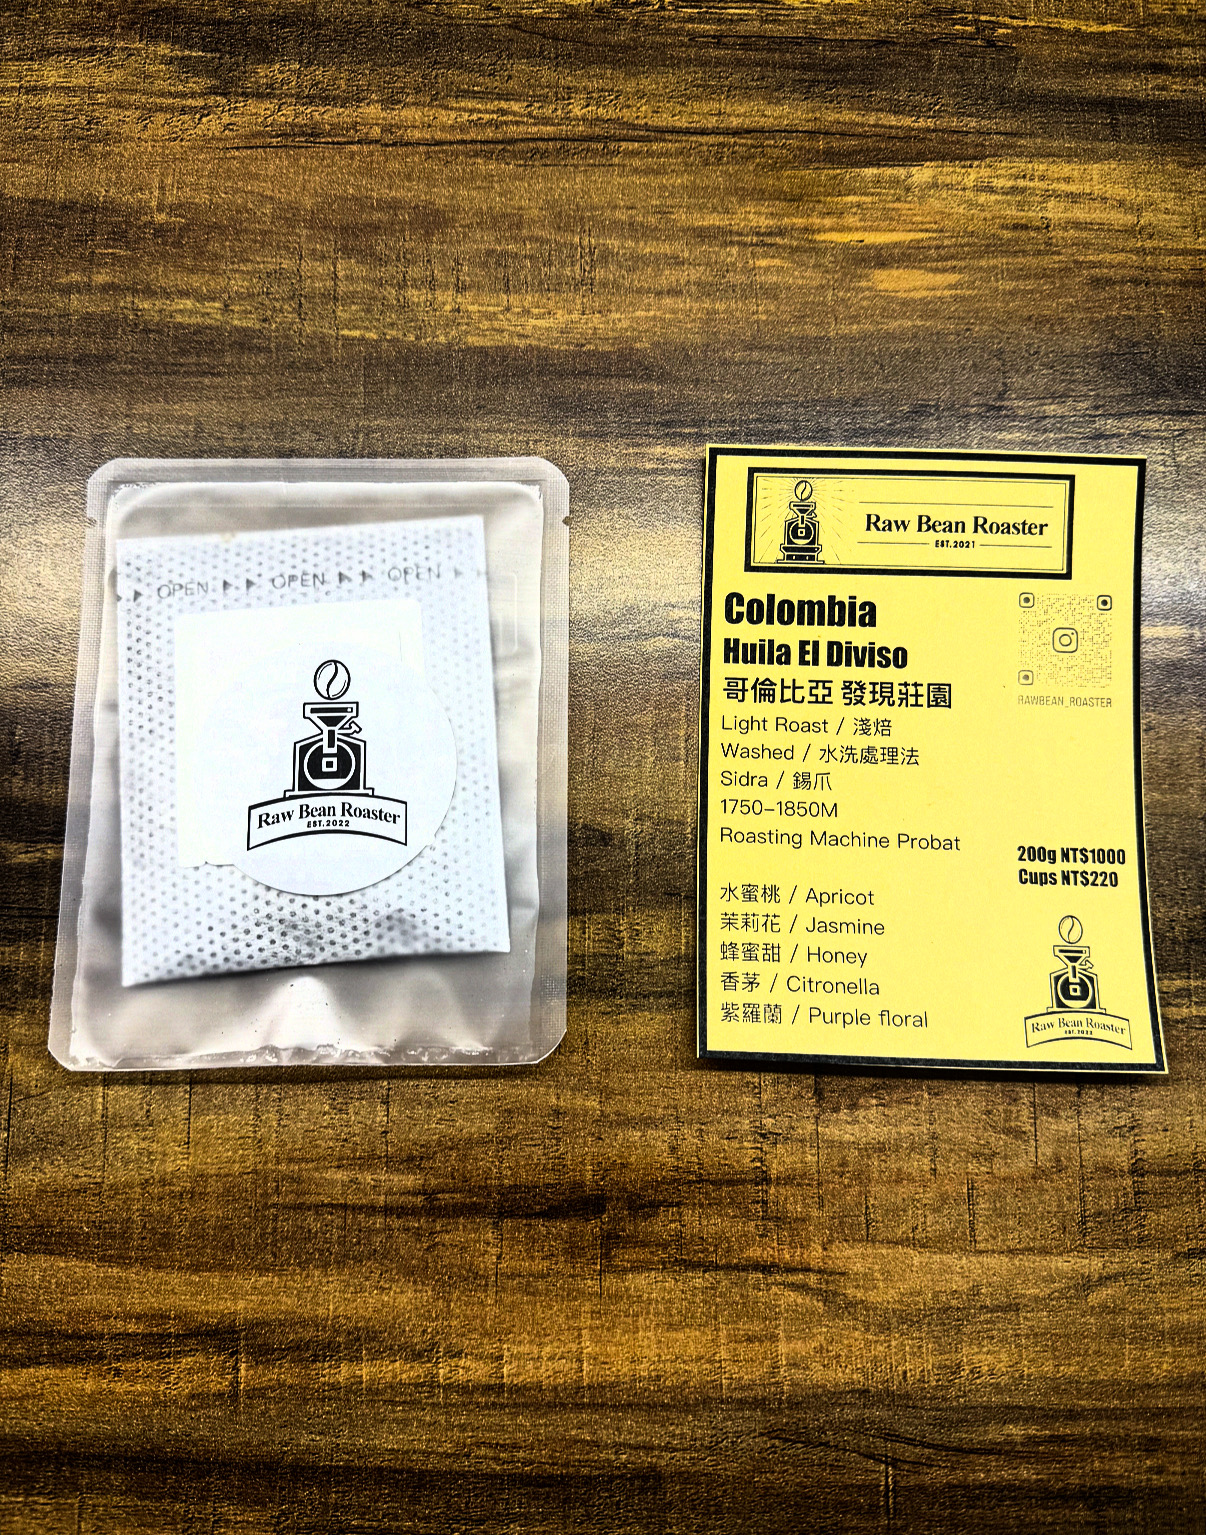 OPEN OPEN OPEN
Raw Bean Roaster
EST.2022
Raw Bean Roaster
EST.2021
Colombia
Huila El Diviso
哥倫比亞 發現莊園
Light Roast / 淺焙
Washed / 水洗處理法
Sidra / 錫爪
1750-1850M
Roasting Machine Probat
RAWBEAN_ROASTER
200g NT$1000
Cups NT$220
水蜜桃 / Apricot
茉莉花 / Jasmine
蜂蜜甜 / Honey
香茅 / Citronella
紫羅蘭 / Purple floral
Raw Bean Roaster
EST.2022